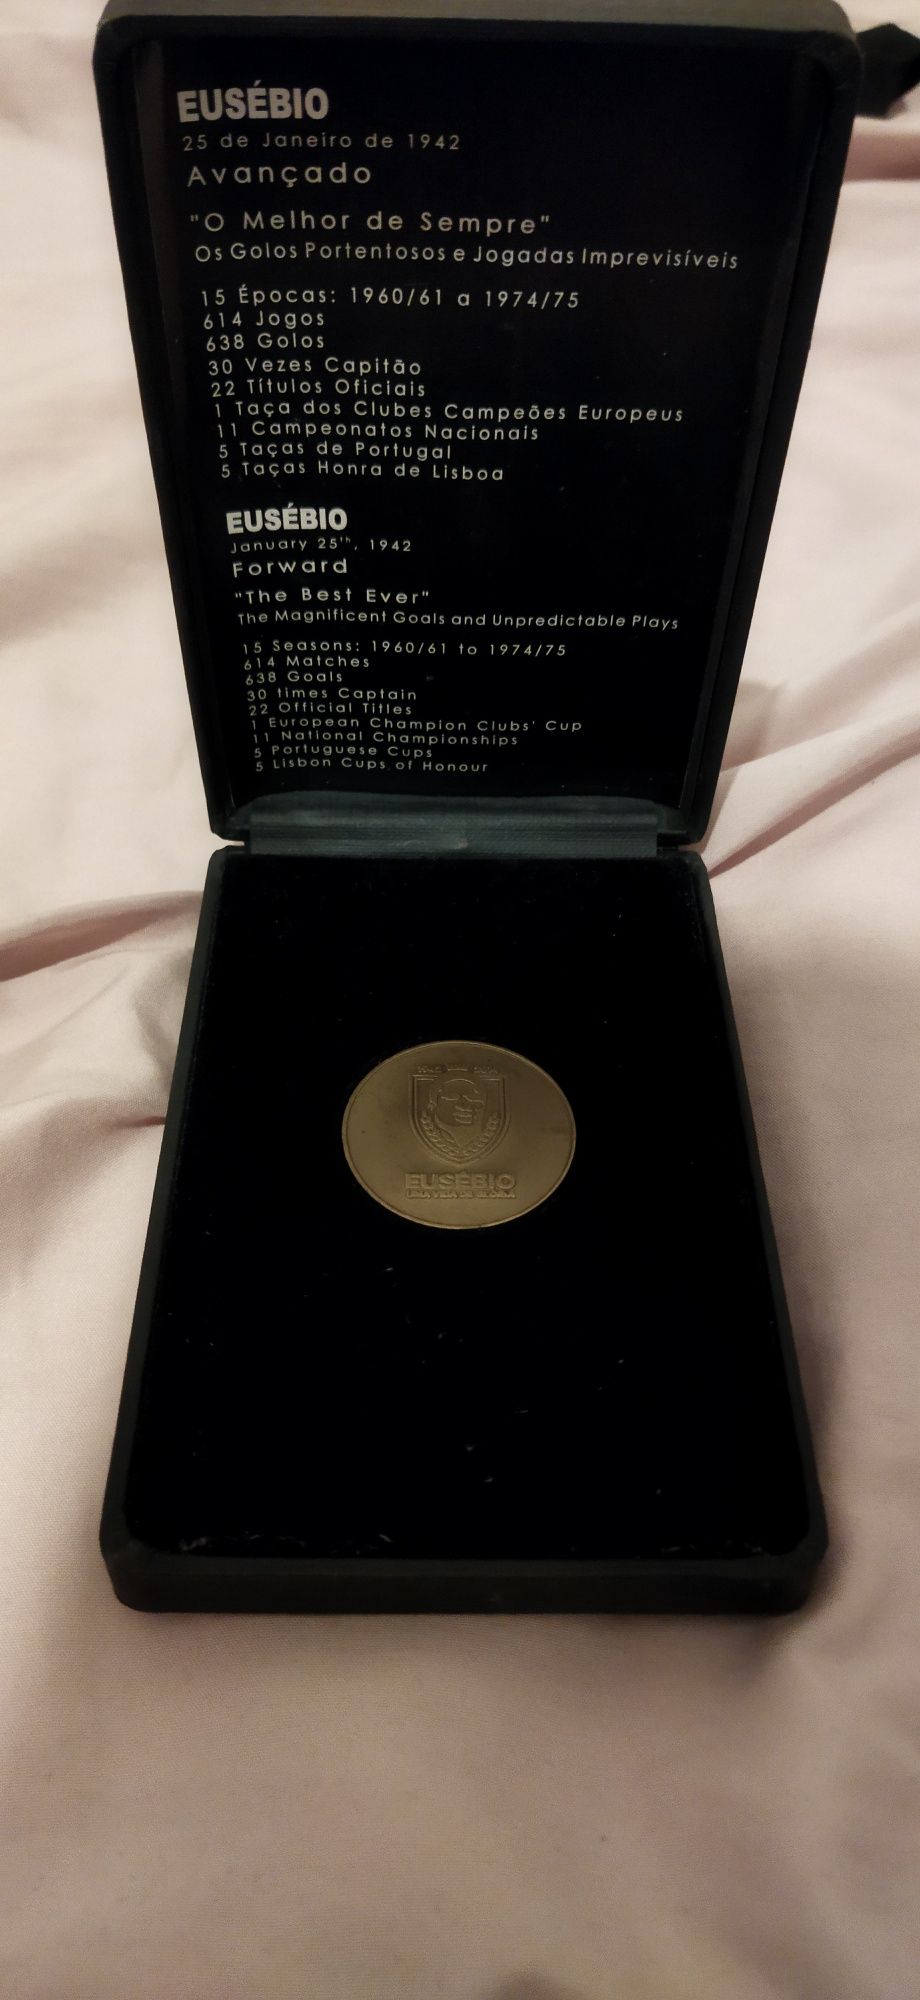 EUSÉBIO
25 de Janeiro de 1942
Avançado
"O Melhor de Sempre"
Os Golos Portentosos e Jogadas Imprevisíveis
15 Épocas: 1960/61 a 1974/75
614 Jogos
638 Golos
30 Vezes Capitão
22 Títulos Oficiais
1 Taça dos Clubes Campeões Europeus
11 Campeonatos Nacionais
5 Taças de Portugal
5 Taças Honra de Lisboa
EUSÉBIO
January 25th, 1942
Forward
"The Best Ever"
The Magnificent Goals and Unpredictable Plays
15 Seasons: 1960/61 to 1974/75
614 Matches
638 Goals
30 times Captain
22 Official Titles
1 European Champion Clubs' Cup
11 National Championships
5 Portuguese Cups
5 Lisbon Cups of Honour
EUSÉBIO
UMA VIDA DE GLÓRIA